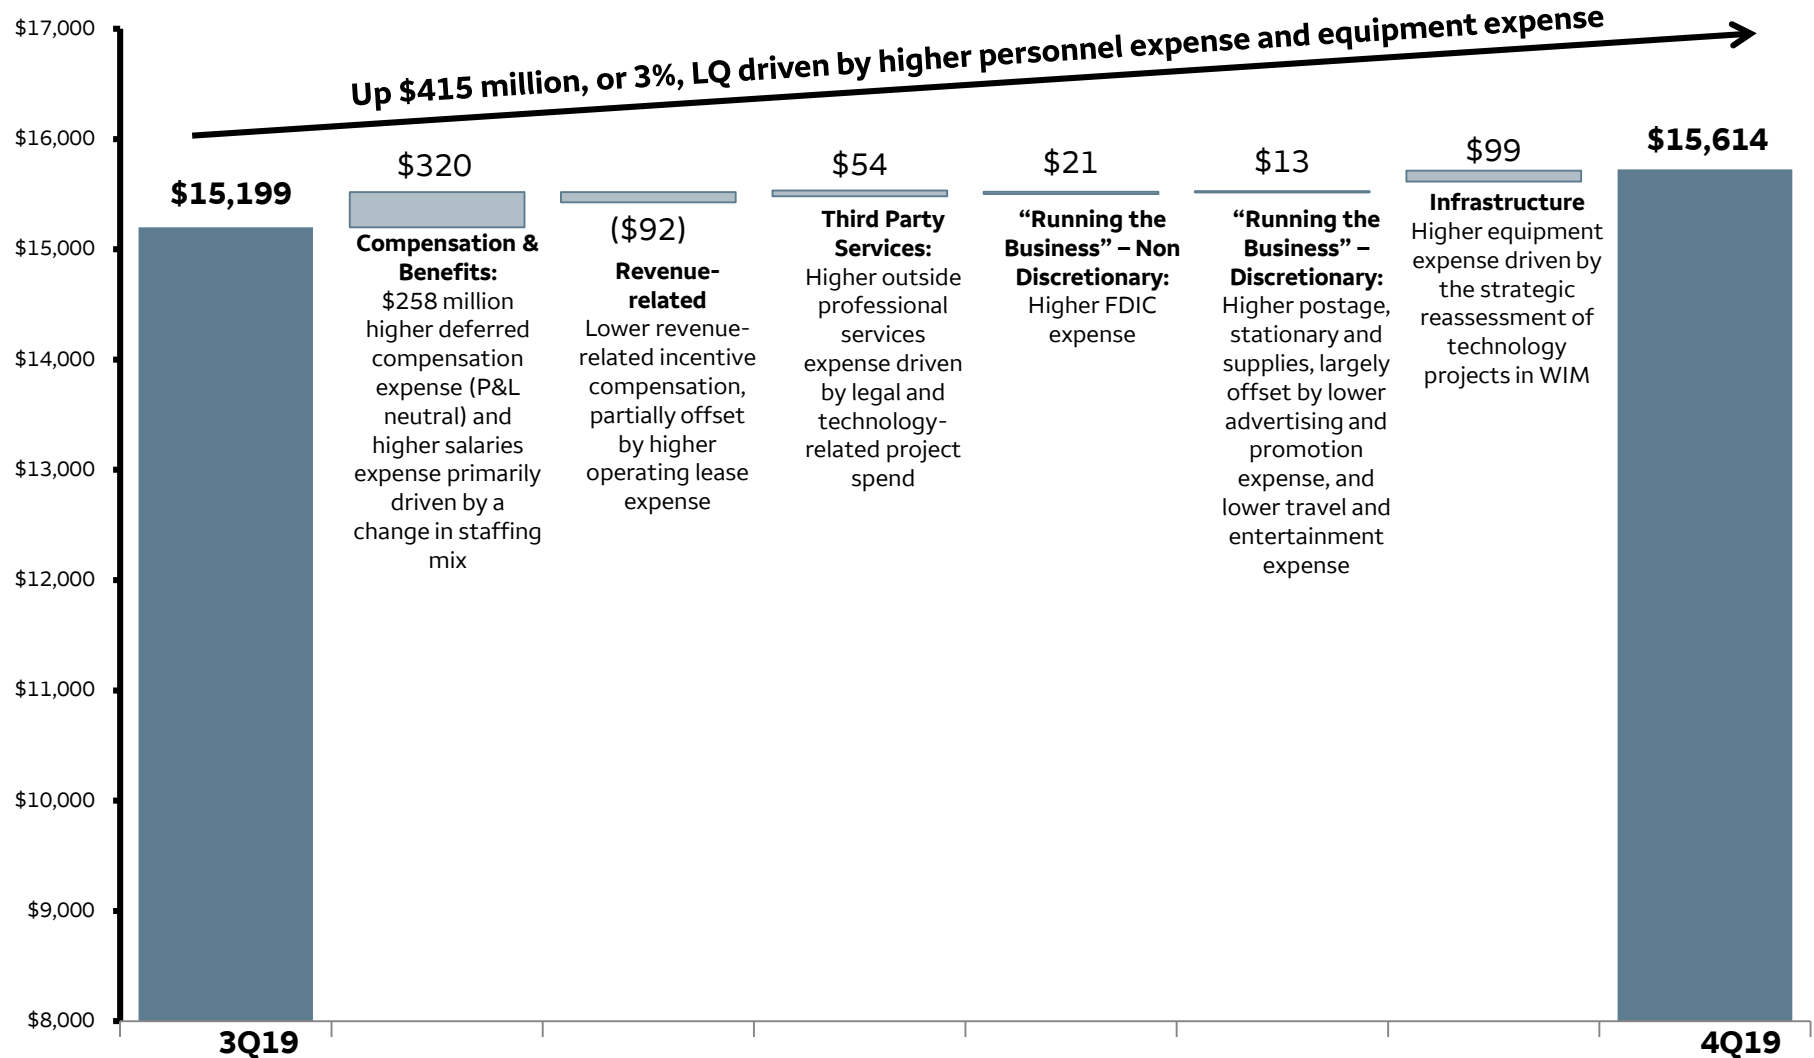 $17,000
$16,000
$15,000
$14,000
$13,000
$12,000
$11,000
$10,000
$9,000
$8,000
Up $415 million, or 3%, LQ driven by higher personnel expense and equipment expense
$15,199
3Q19
$320
Compensation &
Benefits:
$258 million
higher deferred
compensation
expense (P&L
neutral) and
higher salaries
expense primarily
driven by a
change in staffing
mix
($92)
Revenue-
related
Lower revenue-
related incentive
compensation,
partially offset
by higher
operating lease
expense
$54
Third Party
Services:
Higher outside
professional
services
expense driven
by legal and
technology-
related project
spend
$21
“Running the
Business” – Non
Discretionary:
Higher FDIC
expense
$13
“Running the
Business” –
Discretionary:
Higher postage,
stationary and
supplies, largely
offset by lower
advertising and
promotion
expense, and
lower travel and
entertainment
expense
$99
Infrastructure
Higher equipment
expense driven by
the strategic
reassessment of
technology
projects in WIM
$15,614
4Q19